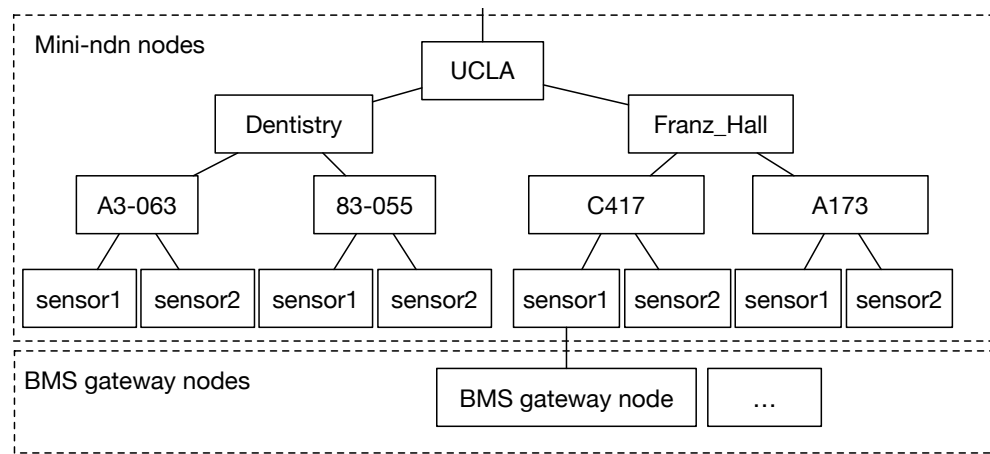 Mini-ndn nodes
UCLA
Dentistry
Franz_Hall
A3-063
83-055
C417
A173
sensor1
sensor2
sensor1
sensor2
sensor1
sensor2
sensor1
sensor2
BMS gateway nodes
BMS gateway node
...